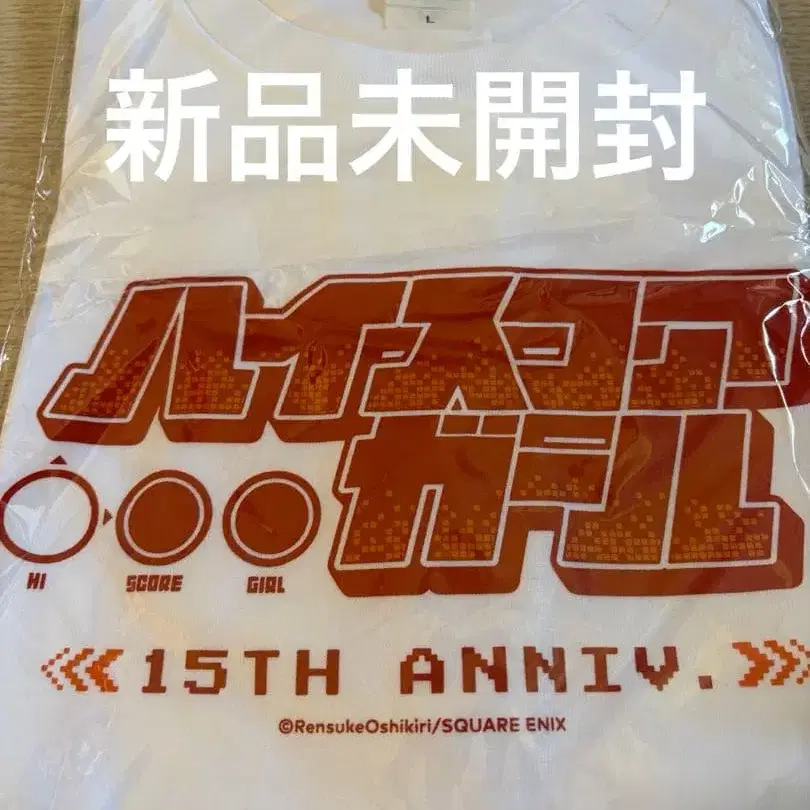 L
新品未開封
ハイスコア
ガール
HI SCORE GIRL
<<< 15TH ANNIV. >>>
©RensukeOshikiri/SQUARE ENIX